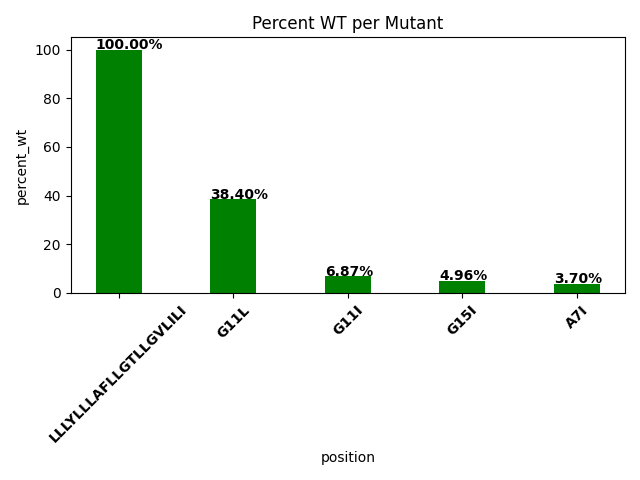 Percent WT per Mutant
percent_wt
100
80
60
40
20
0
100.00%
38.40%
6.87%
4.96%
3.70%
LLLYLLLAFLLGTLLGVLILI
G11L
G11I
G15I
A7I
position